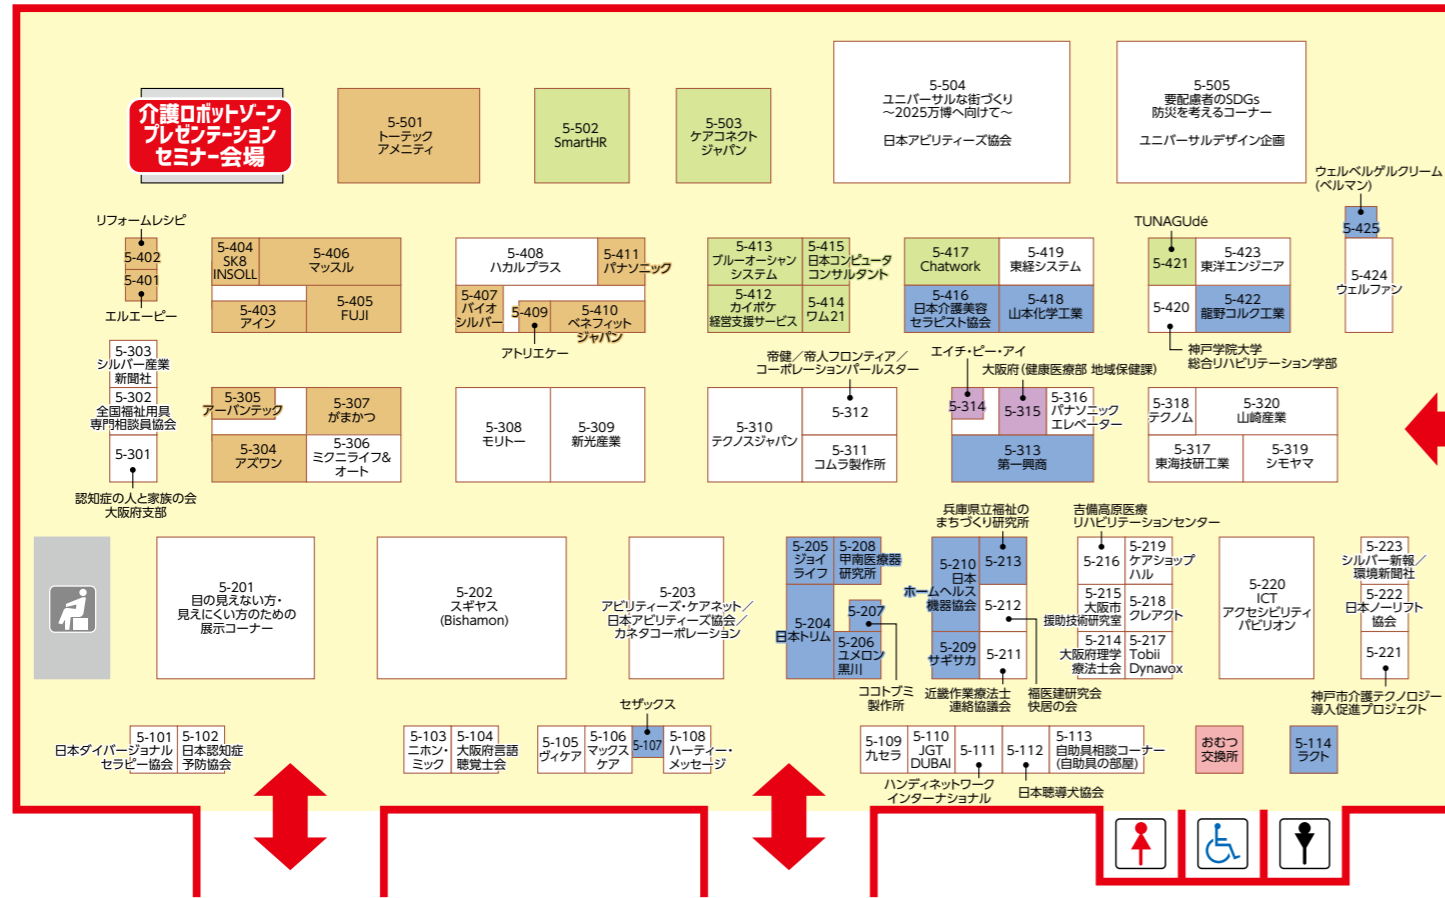 介護ロボットゾーン
プレゼンテーション
セミナー会場
5-501
トーテック
アメニティ
5-502
SmartHR
5-503
ケアコネクト
ジャパン
5-504
ユニバーサルな街づくり
～2025万博へ向けて～
日本アビリティーズ協会
5-505
要配慮者のSDGs
防災を考えるコーナー
ユニバーサルデザイン企画
リフォームレシピ
5-402
5-401
エルエーピー
5-404
SK8
INSOLL
5-406
マッスル
5-403
アイン
5-405
FUJI
5-408
ハカルプラス
5-411
パナソニック
5-407
バイオ
シルバー
5-409
アトリエケー
5-410
ベネフィット
ジャパン
5-413
ブルーオーシャン
システム
5-415
日本コンピュータ
コンサルタント
5-412
カイポケ
経営支援サービス
5-414
ワム21
5-417
Chatwork
5-419
東経システム
5-416
日本介護美容
セラピスト協会
5-418
山本化学工業
TUNAGUdé
5-421
5-423
東洋エンジニア
5-420
神戸学院大学
総合リハビリテーション学部
5-422
龍野コルク工業
ウェルベルゲルクリーム
(ベルマン)
5-425
5-424
ウェルファン
5-303
シルバー産業
新聞社
5-302
全国福祉用具
専門相談員協会
5-301
認知症の人と家族の会
大阪府支部
5-305
アーバンテック
5-307
がまかつ
5-304
アズワン
5-306
ミクニライフ&
オート
5-308
モリトー
5-309
新光産業
5-310
テクノスジャパン
帝健／帝人フロンティア／
コーポレーションパールスター
5-312
5-311
コムラ製作所
エイチ・ピー・アイ
5-314
大阪府(健康医療部 地域保健課)
5-315
5-316
パナソニック
エレベーター
5-313
第一興商
5-318
テクノム
5-320
山崎産業
5-317
東海技研工業
5-319
シモヤマ
5-201
目の見えない方・
見えにくい方のための
展示コーナー
5-202
スギヤス
(Bishamon)
5-203
アビリティーズ・ケアネット／
日本アビリティーズ協会／
カネタコーポレーション
5-205
ジョイ
ライフ
5-208
甲南医療器
研究所
5-204
日本トリム
5-207
ココトブミ
製作所
5-206
ユメロン
黒川
兵庫県立福祉の
まちづくり研究所
5-213
5-210
日本
ホームヘルス
機器協会
5-212
福医建研究会
快居の会
5-209
サギサカ
5-211
近畿作業療法士
連絡協議会
吉備高原医療
リハビリテーションセンター
5-216
5-219
ケアショップ
ハル
5-215
大阪市
援助技術研究室
5-218
クレアクト
5-214
大阪府理学
療法士会
5-217
Tobii
Dynavox
5-220
ICT
アクセシビリティ
パビリオン
5-223
シルバー新報／
環境新聞社
5-222
日本ノーリフト
協会
5-221
神戸市介護テクノロジー
導入促進プロジェクト
5-101
日本ダイバージョナル
セラピー協会
5-102
日本認知症
予防協会
5-103
ニホン・
ミック
5-104
大阪府言語
聴覚士会
5-105
ヴィケア
5-106
マックス
ケア
セザックス
5-107
5-108
ハーティー・
メッセージ
5-109
九セラ
5-110
JGT
DUBAI
5-111
ハンディネットワーク
インターナショナル
5-112
日本聴導犬協会
5-113
自助具相談コーナー
(自助具の部屋)
おむつ
交換所
5-114
ラクト